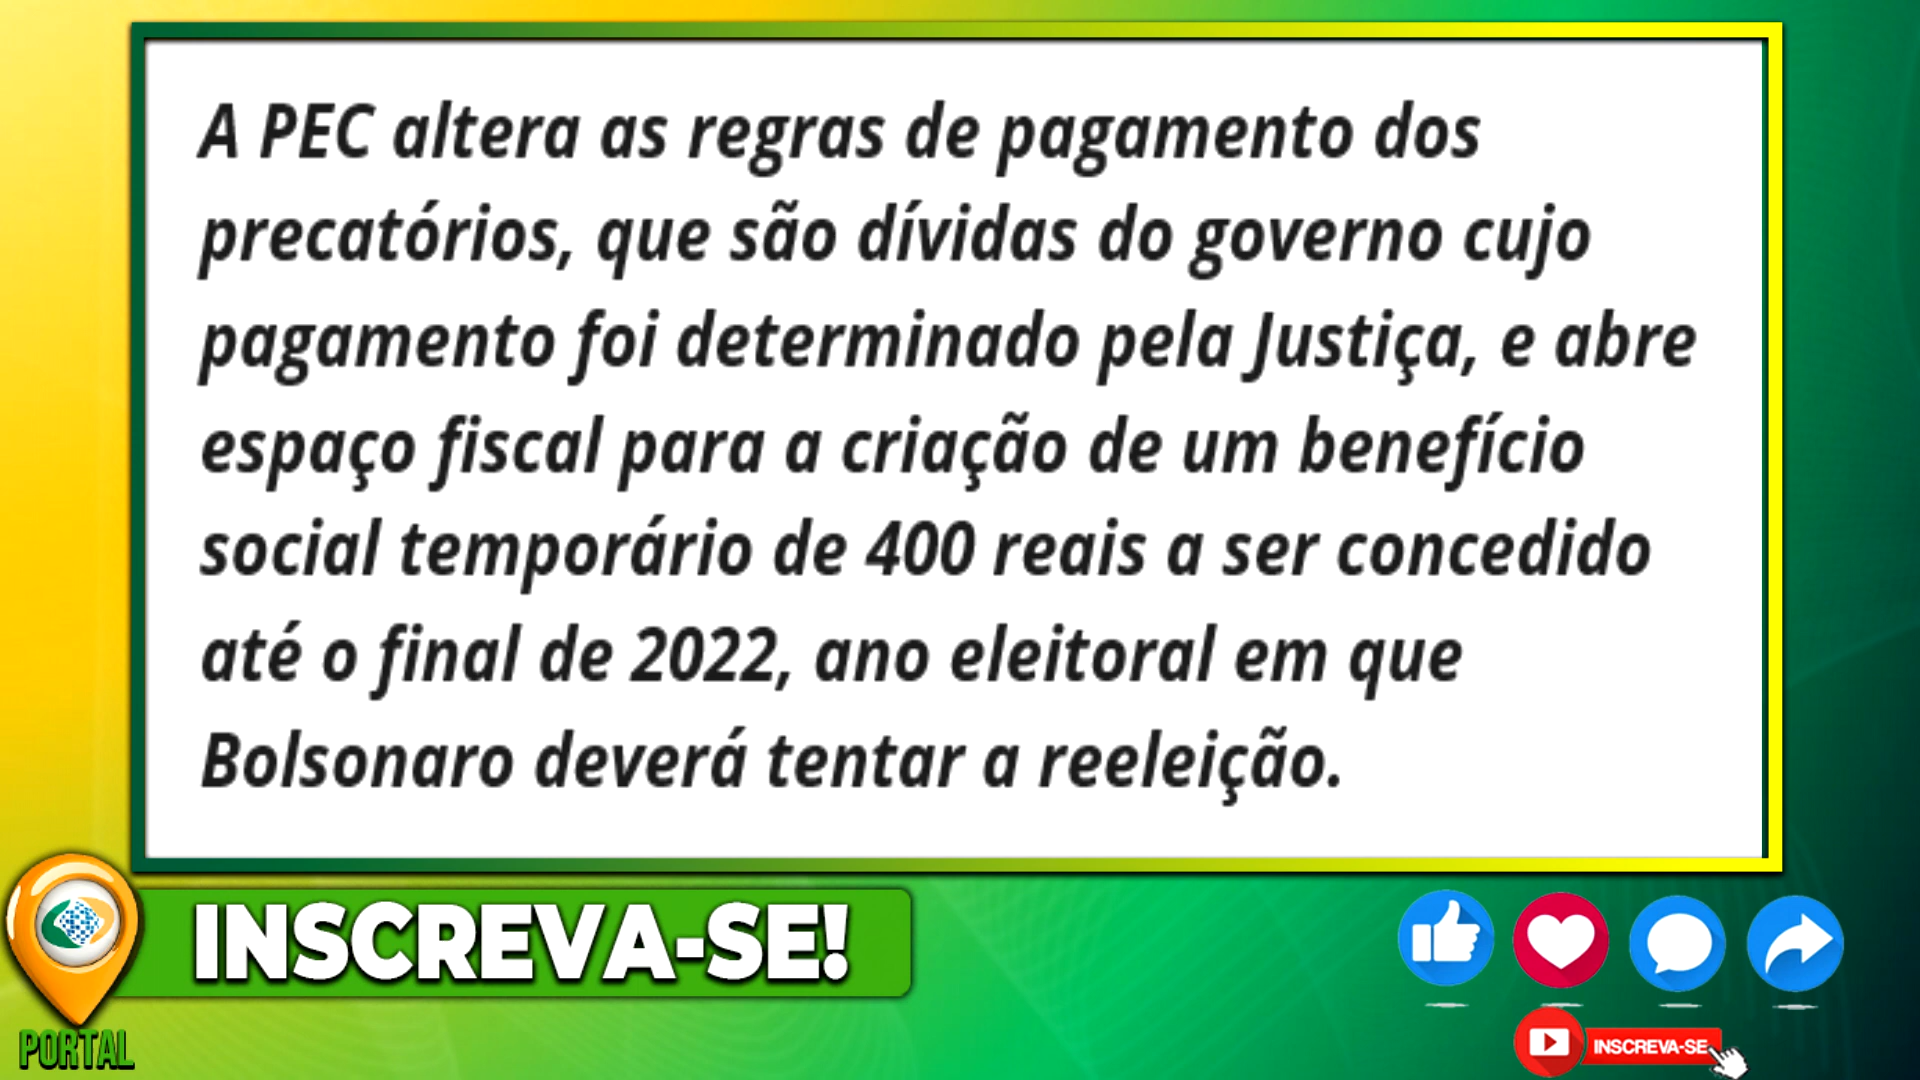 A PEC altera as regras de pagamento dos
precatórios, que são dívidas do governo cujo
pagamento foi determinado pela Justiça, e abre
espaço fiscal para a criação de um benefício
social temporário de 400 reais a ser concedido
até o final de 2022, ano eleitoral em que
Bolsonaro deverá tentar a reeleição.
INSCREVA-SE!
PORTAL
INSCREVA-SE